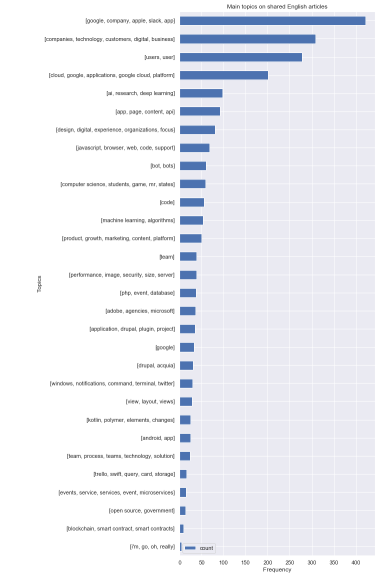 Main topics on shared English articles
[google, company, apple, slack, app]
[companies, technology, customers, digital, business]
[users, user]
[cloud, google, applications, google cloud, platform]
[ai, research, deep learning]
[app, page, content, api]
[design, digital, experience, organizations, focus]
[javascript, browser, web, code, support]
[bot, bots]
[computer science, students, game, mr, states]
[code]
[machine learning, algorithms]
[product, growth, marketing, content, platform]
[team]
[performance, image, security, size, server]
[php, event, database]
[adobe, agencies, microsoft]
[application, drupal, plugin, project]
[google]
[drupal, acquia]
[windows, notifications, command, terminal, twitter]
[view, layout, views]
[kotlin, polymer, elements, changes]
[android, app]
[team, process, teams, technology, solution]
[trello, swift, query, card, storage]
[events, service, services, event, microservices]
[open source, government]
[blockchain, smart contract, smart contracts]
[i'm, go, oh, really]
Topics
count
0 50 100 150 200 250 300 350 400
Frequency